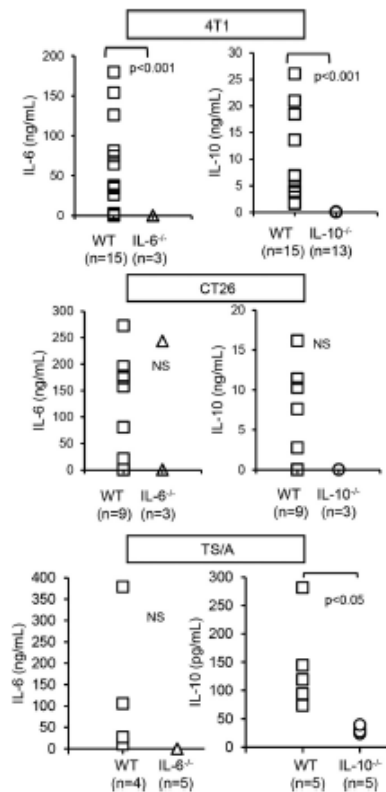 4T1
IL-6 (ng/mL)
200
150
100
50
0
p<0.001
WT IL-6-/-
(n=15) (n=3)
IL-10 (ng/mL)
30
25
20
15
10
5
0
p<0.001
WT IL-10-/-
(n=15) (n=13)
CT26
IL-6 (ng/mL)
300
250
200
150
100
50
0
NS
WT IL-6-/-
(n=9) (n=3)
IL-10 (ng/mL)
20
15
10
5
0
NS
WT IL-10-/-
(n=9) (n=3)
TS/A
IL-6 (ng/mL)
400
350
300
250
200
150
100
50
0
NS
WT IL-6-/-
(n=4) (n=5)
IL-10 (pg/mL)
300
250
200
150
100
50
0
p<0.05
WT IL-10-/-
(n=5) (n=5)